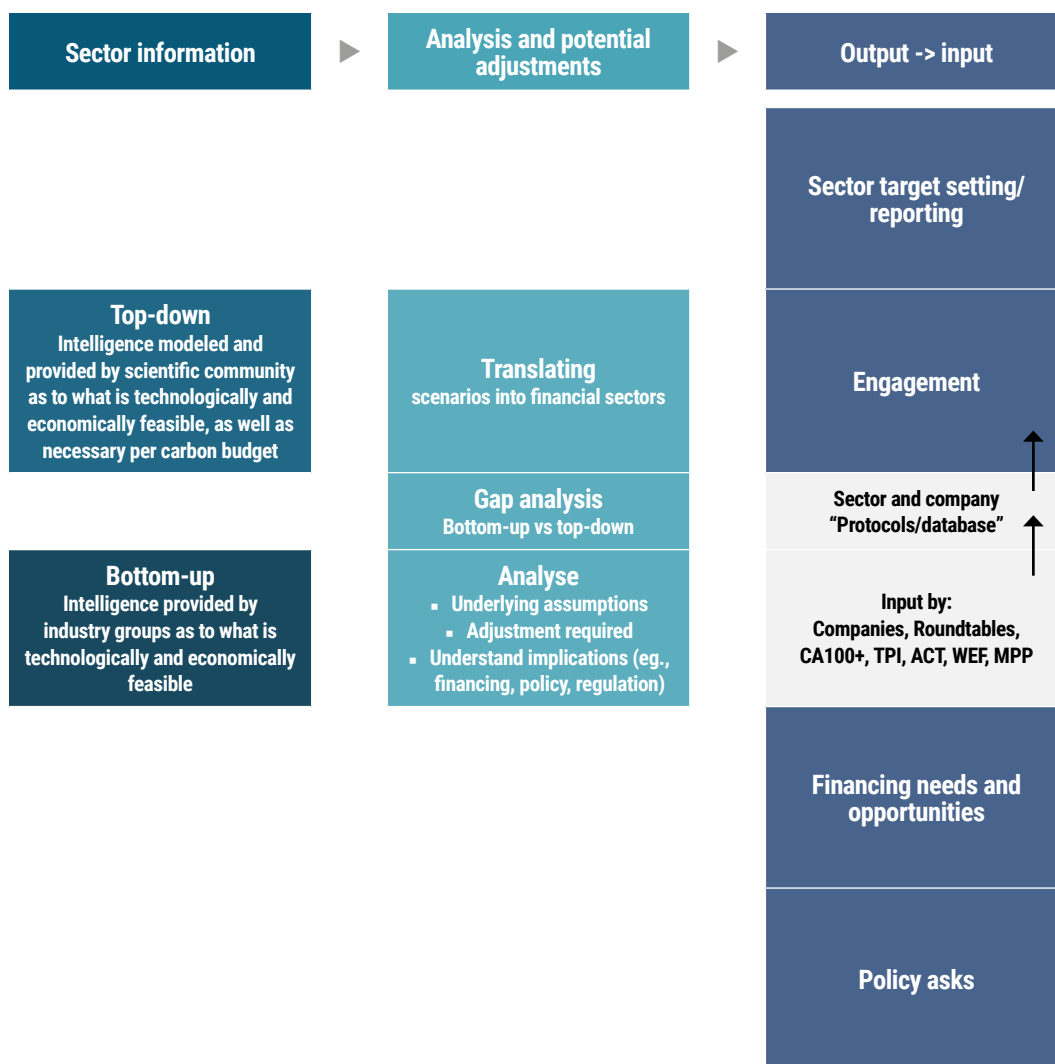 Sector information
Analysis and potential
adjustments
Output -> input
Sector target setting/
reporting
Top-down
Intelligence modeled and
provided by scientific community
as to what is technologically and
economically feasible, as well as
necessary per carbon budget
Translating
scenarios into financial sectors
Engagement
Gap analysis
Bottom-up vs top-down
Sector and company
“Protocols/database”
Bottom-up
Intelligence provided by
industry groups as to what is
technologically and economically
feasible
Analyse
▪ Underlying assumptions
▪ Adjustment required
▪ Understand implications (eg.,
financing, policy, regulation)
Input by:
Companies, Roundtables,
CA100+, TPI, ACT, WEF, MPP
Financing needs and
opportunities
Policy asks